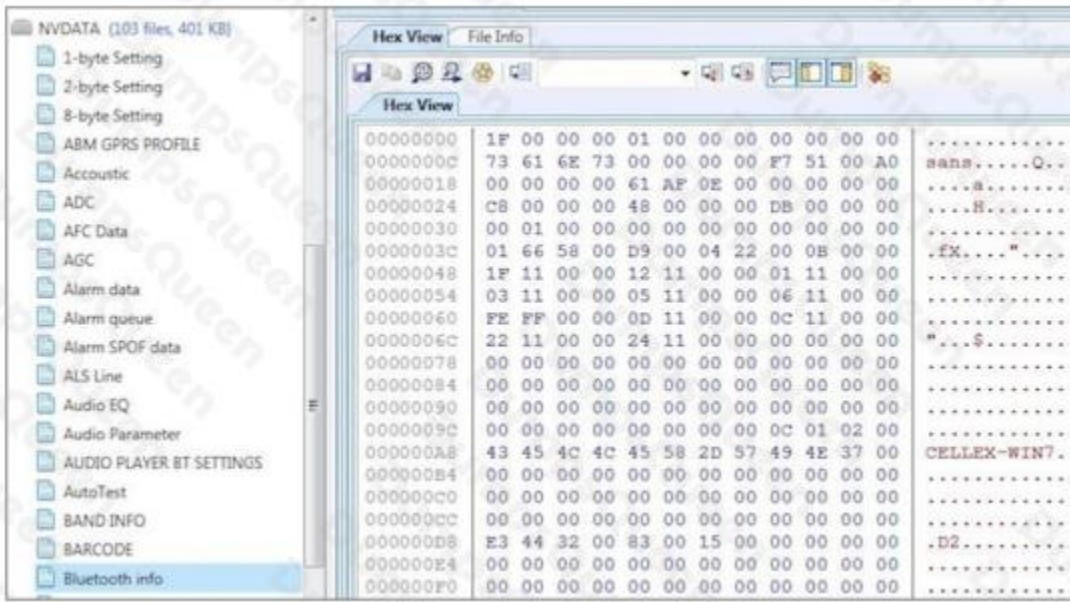 NVDATA (103 files, 401 KB)
1-byte Setting
2-byte Setting
8-byte Setting
ABM GPRS PROFILE
Accoustic
ADC
AFC Data
AGC
Alarm data
Alarm queue
Alarm SPOF data
ALS Line
Audio EQ
Audio Parameter
AUDIO PLAYER BT SETTINGS
AutoTest
BAND INFO
BARCODE
Bluetooth info
Hex View File Info
Hex View
00000000 1F 00 00 00 01 00 00 00 00 00 00 00 ............
0000000C 73 61 6E 73 00 00 00 00 F7 51 00 A0 sans.....Q..
00000018 00 00 00 00 61 AF 0E 00 00 00 00 00 ....a.......
00000024 C8 00 00 00 48 00 00 00 DB 00 00 00 ....H.......
00000030 00 01 00 00 00 00 00 00 00 00 00 00 ............
0000003C 01 66 58 00 D9 00 04 22 00 0B 00 00 .fX...."....
00000048 1F 11 00 00 12 11 00 00 01 11 00 00 ............
00000054 03 11 00 00 05 11 00 00 06 11 00 00 ............
00000060 FE FF 00 00 0D 11 00 00 0C 11 00 00 ............
0000006C 22 11 00 00 24 11 00 00 00 00 00 00 "...$.......
00000078 00 00 00 00 00 00 00 00 00 00 00 00 ............
00000084 00 00 00 00 00 00 00 00 00 00 00 00 ............
00000090 00 00 00 00 00 00 00 00 00 00 00 00 ............
0000009C 00 00 00 00 00 00 00 00 0C 01 02 00 ............
000000A8 43 45 4C 4C 45 58 2D 57 49 4E 37 00 CELLEX-WIN7.
000000B4 00 00 00 00 00 00 00 00 00 00 00 00 ............
000000C0 00 00 00 00 00 00 00 00 00 00 00 00 ............
000000CC 00 00 00 00 00 00 00 00 00 00 00 00 ............
000000D8 E3 44 32 00 83 00 15 00 00 00 00 00 .D2.........
000000E4 00 00 00 00 00 00 00 00 00 00 00 00 ............
000000F0 00 00 00 00 00 00 00 00 00 00 00 00 ............
DumpsQueen